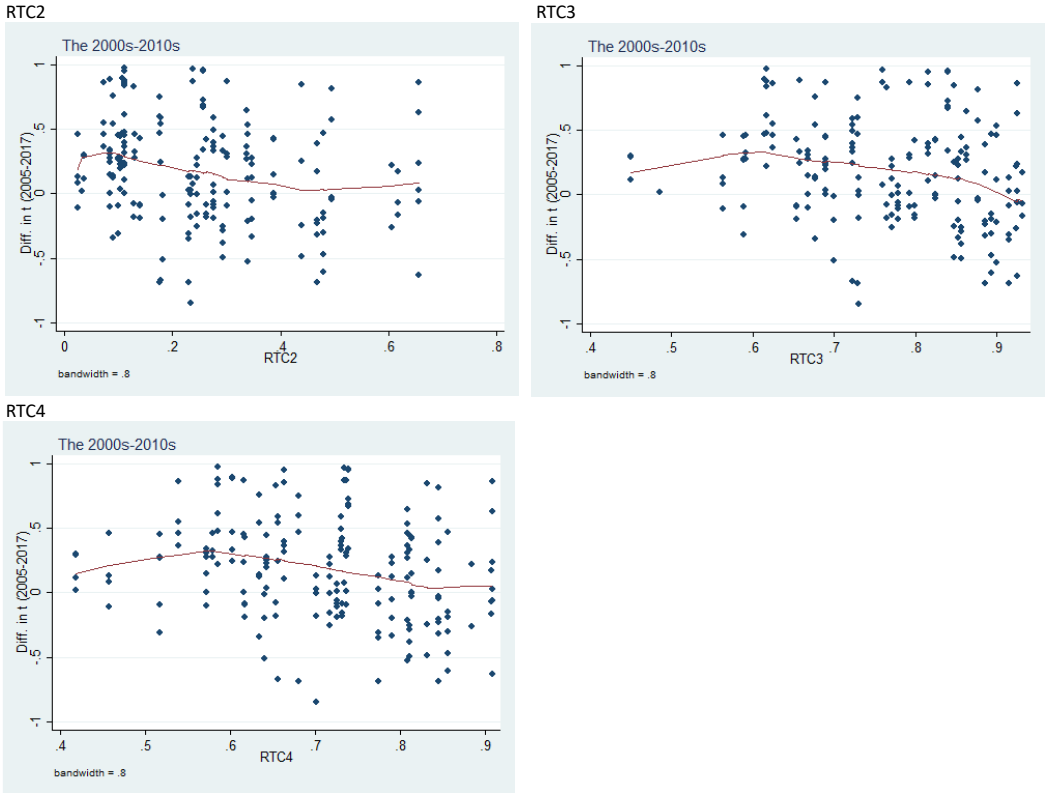 RTC2
The 2000s-2010s
Diff. in t (2005-2017)
1
.5
0
-.5
-1
0 .2 .4 .6 .8
RTC2
bandwidth = .8
RTC3
The 2000s-2010s
Diff. in t (2005-2017)
1
.5
0
-.5
-1
.4 .5 .6 .7 .8 .9
RTC3
bandwidth = .8
RTC4
The 2000s-2010s
Diff. in t (2005-2017)
1
.5
0
-.5
-1
.4 .5 .6 .7 .8 .9
RTC4
bandwidth = .8